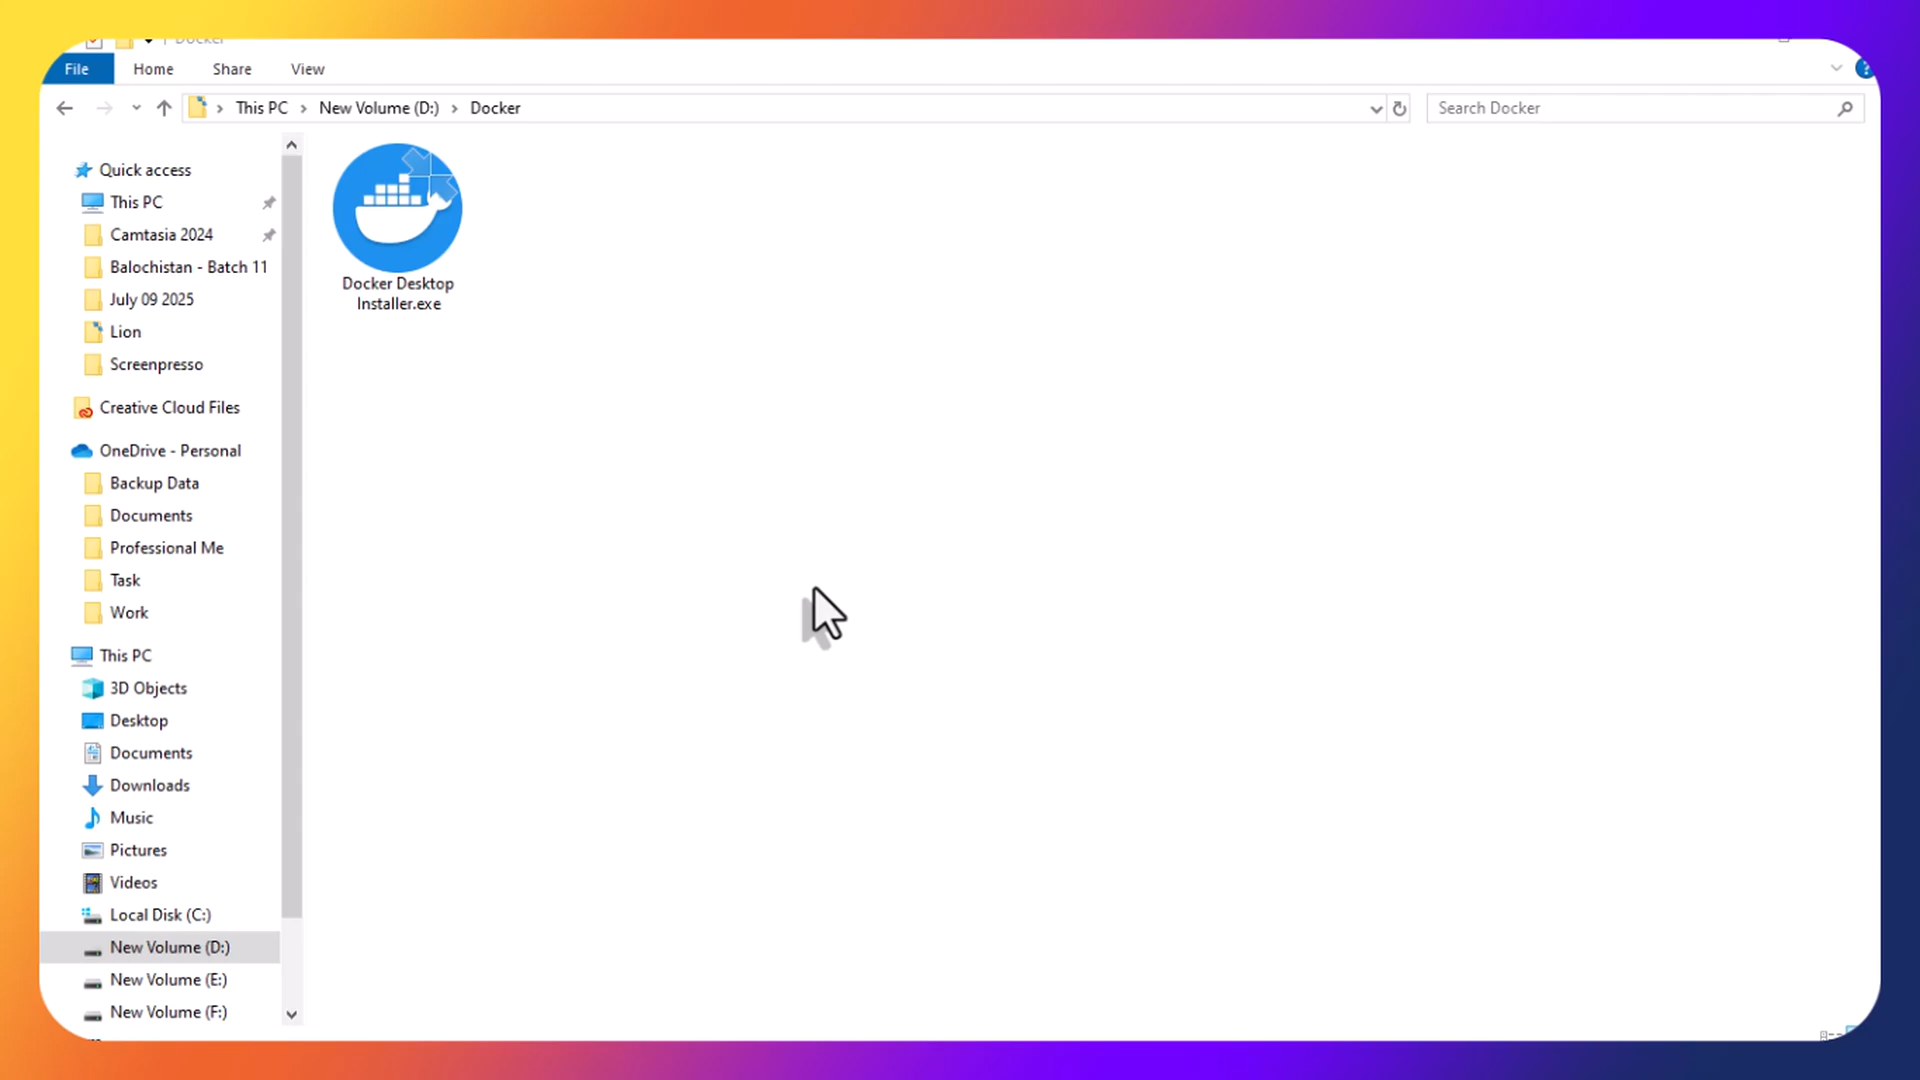 Docker
File Home Share View
This PC New Volume (D:) Docker
Search Docker
Quick access
This PC
Camtasia 2024
Balochistan - Batch 11
July 09 2025
Lion
Screenpresso
Creative Cloud Files
OneDrive - Personal
Backup Data
Documents
Professional Me
Task
Work
This PC
3D Objects
Desktop
Documents
Downloads
Music
Pictures
Videos
Local Disk (C:)
New Volume (D:)
New Volume (E:)
New Volume (F:)
Docker Desktop
Installer.exe